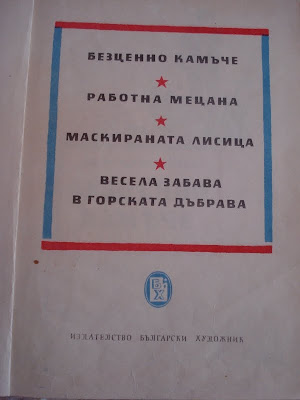 БЕЗЦЕННО КАМЪЧЕ
РАБОТНА МЕЦАНА
МАСКИРАНАТА ЛИСИЦА
ВЕСЕЛА ЗАБАВА
В ГОРСКАТА ДЪБРАВА
БХ
ИЗДАТЕЛСТВО БЪЛГАРСКИ ХУДОЖНИК